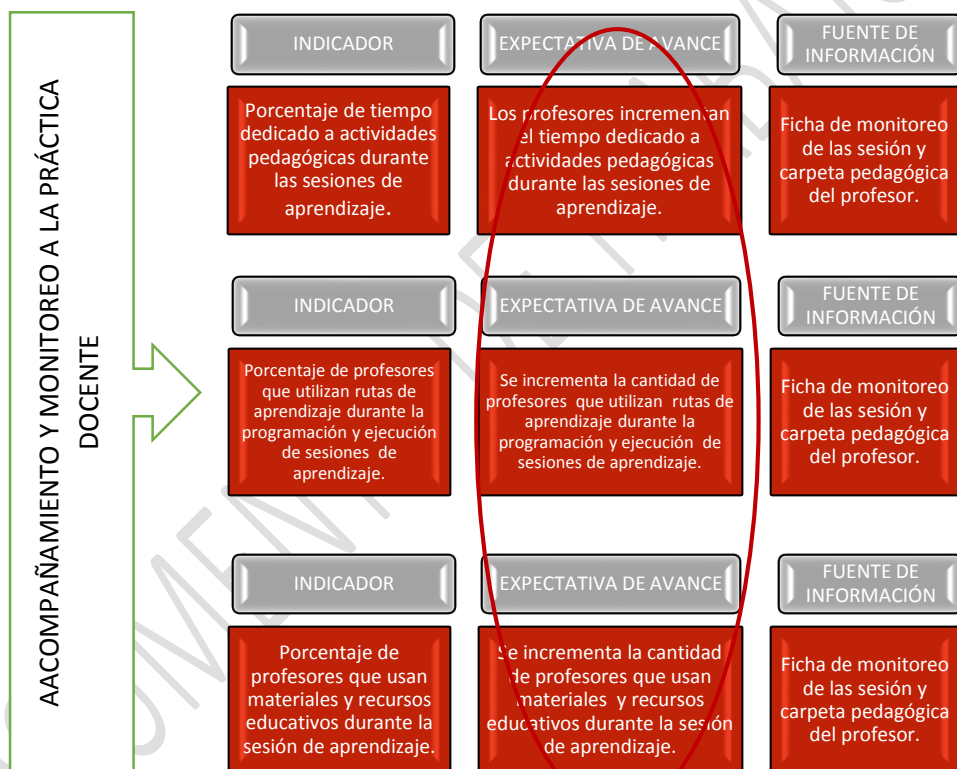 AACOMPAÑAMIENTO Y MONITOREO A LA PRÁCTICA
DOCENTE
INDICADOR
EXPECTATIVA DE AVANCE
FUENTE DE
INFORMACIÓN
Porcentaje de tiempo
dedicado a actividades
pedagógicas durante
las sesiones de
aprendizaje.
Los profesores incrementan
el tiempo dedicado a
actividades pedagógicas
durante las sesiones de
aprendizaje.
Ficha de monitoreo
de las sesión y
carpeta pedagógica
del profesor.
INDICADOR
EXPECTATIVA DE AVANCE
FUENTE DE
INFORMACIÓN
Porcentaje de profesores
que utilizan rutas de
aprendizaje durante la
programación y ejecución
de sesiones de
aprendizaje.
Se incrementa la cantidad de
profesores que utilizan rutas de
aprendizaje durante la
programación y ejecución de
sesiones de aprendizaje.
Ficha de monitoreo
de las sesión y
carpeta pedagógica
del profesor.
INDICADOR
EXPECTATIVA DE AVANCE
FUENTE DE
INFORMACIÓN
Porcentaje de
profesores que usan
materiales y recursos
educativos durante la
sesión de aprendizaje.
Se incrementa la cantidad
de profesores que usan
materiales y recursos
educativos durante la sesión
de aprendizaje.
Ficha de monitoreo
de las sesión y
carpeta pedagógica
del profesor.